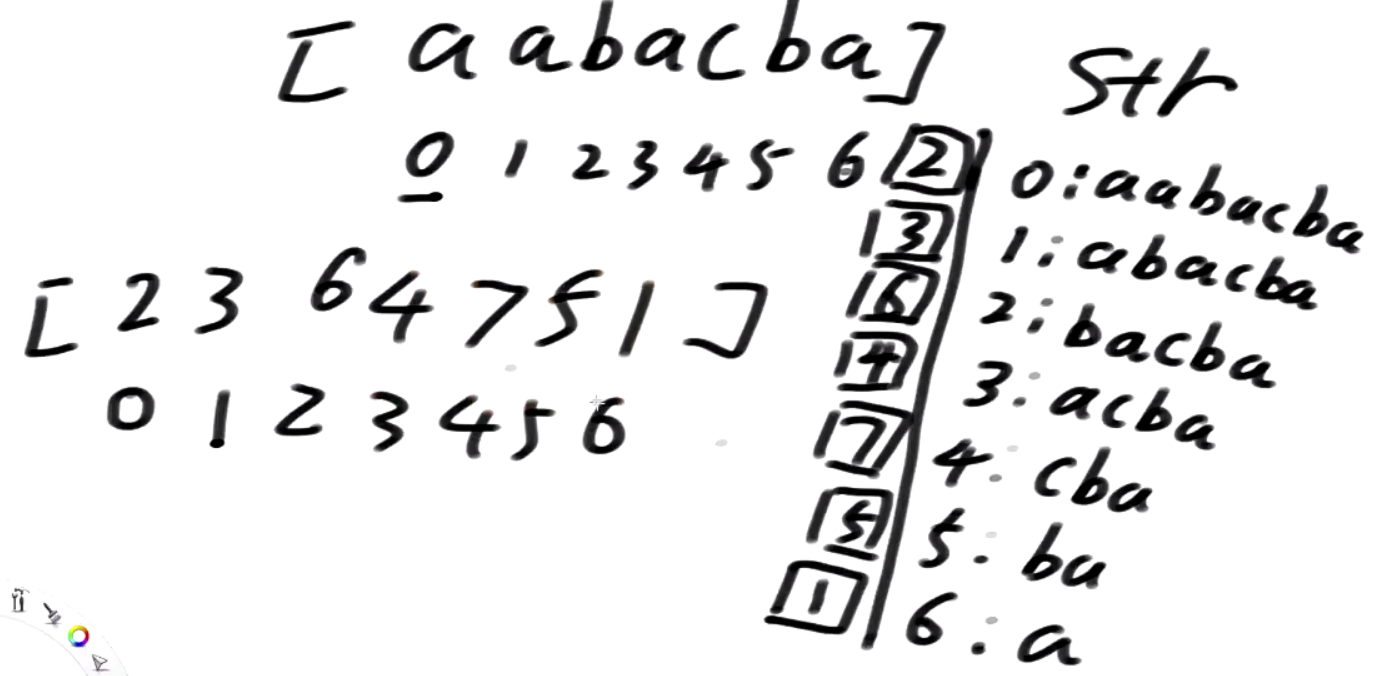 [ a a b a c b a ] Str
0 1 2 3 4 5 6 2 0: aabacba
3 1: abacba
6 2: bacba
[ 2 3 6 4 7 5 1 ] 4 3: acba
0 1 2 3 4 5 6 7 4: cba
5 5: ba
1 6: a